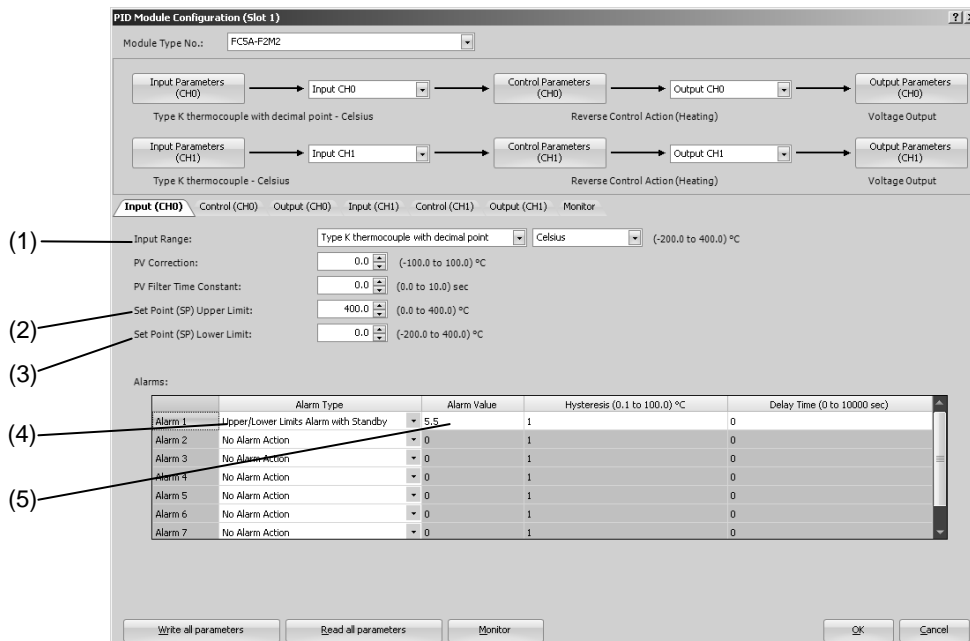 PID Module Configuration (Slot 1)
Module Type No.: FC5A-F2M2
Input Parameters (CH0) Input CH0 Control Parameters (CH0) Output CH0 Output Parameters (CH0)
Type K thermocouple with decimal point - Celsius Reverse Control Action (Heating) Voltage Output
Input Parameters (CH1) Input CH1 Control Parameters (CH1) Output CH1 Output Parameters (CH1)
Type K thermocouple - Celsius Reverse Control Action (Heating) Voltage Output
Input (CH0) Control (CH0) Output (CH0) Input (CH1) Control (CH1) Output (CH1) Monitor
(1) Input Range: Type K thermocouple with decimal point Celsius (-200.0 to 400.0) °C
PV Correction: 0.0 (-100.0 to 100.0) °C
PV Filter Time Constant: 0.0 (0.0 to 10.0) sec
(2) Set Point (SP) Upper Limit: 400.0 (0.0 to 400.0) °C
(3) Set Point (SP) Lower Limit: 0.0 (-200.0 to 400.0) °C
Alarms:
Alarm Type Alarm Value Hysteresis (0.1 to 100.0) °C Delay Time (0 to 10000 sec)
(4) Alarm 1 Upper/Lower Limits Alarm with Standby 5.5 1 0
Alarm 2 No Alarm Action 0 1 0
Alarm 3 No Alarm Action 0 1 0
Alarm 4 No Alarm Action 0 1 0
(5) Alarm 5 No Alarm Action 0 1 0
Alarm 6 No Alarm Action 0 1 0
Alarm 7 No Alarm Action 0 1 0
Write all parameters Read all parameters Monitor OK Cancel